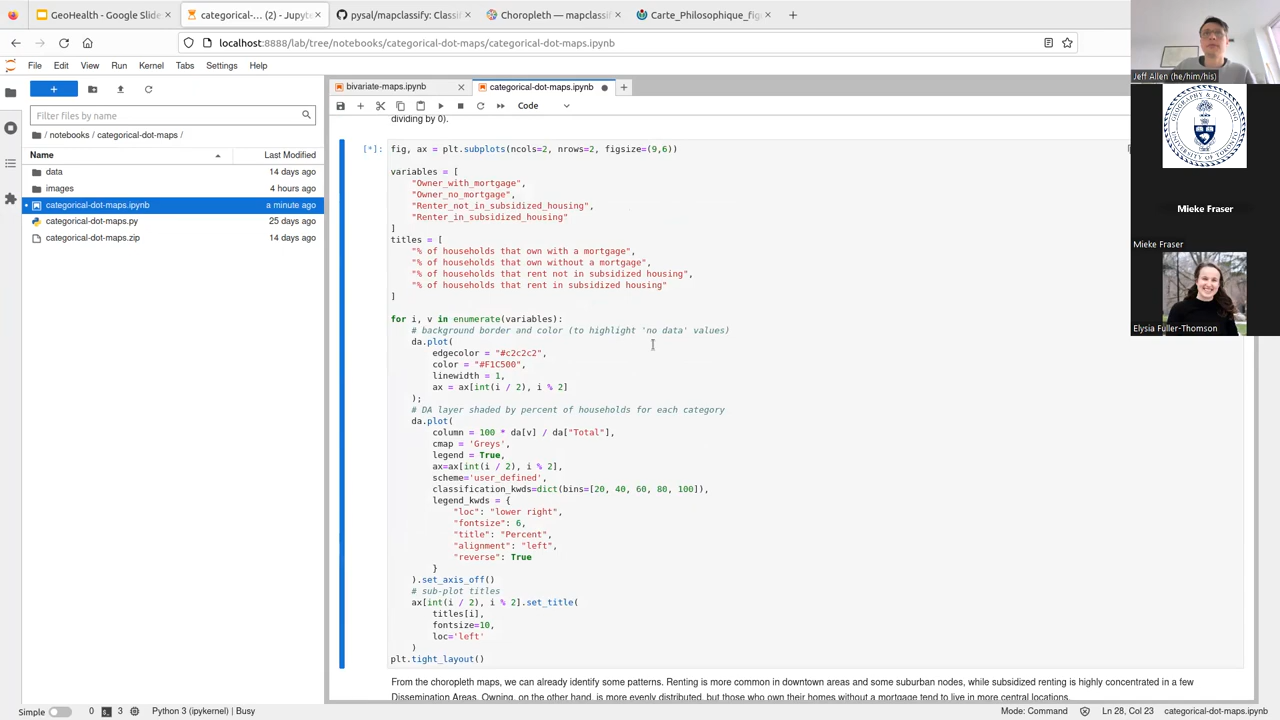 GeoHealth - Google Slide
categorical-... (2) - Jupyte
pysal/mapclassify: Classif
Choropleth — mapclassif
Carte_Philosophique_fig
localhost:8888/lab/tree/notebooks/categorical-dot-maps/categorical-dot-maps.ipynb
File Edit View Run Kernel Tabs Settings Help
bivariate-maps.ipynb
categorical-dot-maps.ipynb
Code
Filter files by name
/ notebooks / categorical-dot-maps /
Name Last Modified
data 14 days ago
images 4 hours ago
categorical-dot-maps.ipynb a minute ago
categorical-dot-maps.py 25 days ago
categorical-dot-maps.zip 14 days ago
dividing by 0).
[*]: fig, ax = plt.subplots(ncols=2, nrows=2, figsize=(9,6))
variables = [
"Owner_with_mortgage",
"Owner_no_mortgage",
"Renter_not_in_subsidized_housing",
"Renter_in_subsidized_housing"
]
titles = [
"% of households that own with a mortgage",
"% of households that own without a mortgage",
"% of households that rent not in subsidized housing",
"% of households that rent in subsidized housing"
]
for i, v in enumerate(variables):
# background border and color (to highlight 'no data' values)
da.plot(
edgecolor = "#c2c2c2",
color = "#F1C500",
linewidth = 1,
ax = ax[int(i / 2), i % 2]
);
# DA layer shaded by percent of households for each category
da.plot(
column = 100 * da[v] / da["Total"],
cmap = 'Greys',
legend = True,
ax=ax[int(i / 2), i % 2],
scheme='user_defined',
classification_kwds=dict(bins=[20, 40, 60, 80, 100]),
legend_kwds = {
"loc": "lower right",
"fontsize": 6,
"title": "Percent",
"alignment": "left",
"reverse": True
}
).set_axis_off()
# sub-plot titles
ax[int(i / 2), i % 2].set_title(
titles[i],
fontsize=10,
loc='left'
)
plt.tight_layout()
From the choropleth maps, we can already identify some patterns. Renting is more common in downtown areas and some suburban nodes, while subsidized renting is highly concentrated in a few
Dissemination Areas. Owning, on the other hand, is more evenly distributed, but those who own their homes without a mortgage tend to live in more central locations.
Simple 0 3 Python 3 (ipykernel) | Busy
Mode: Command Ln 28, Col 23 categorical-dot-maps.ipynb
Jeff Allen (he/him/his)
Mieke Fraser
Mieke Fraser
Elysia Fuller-Thomson